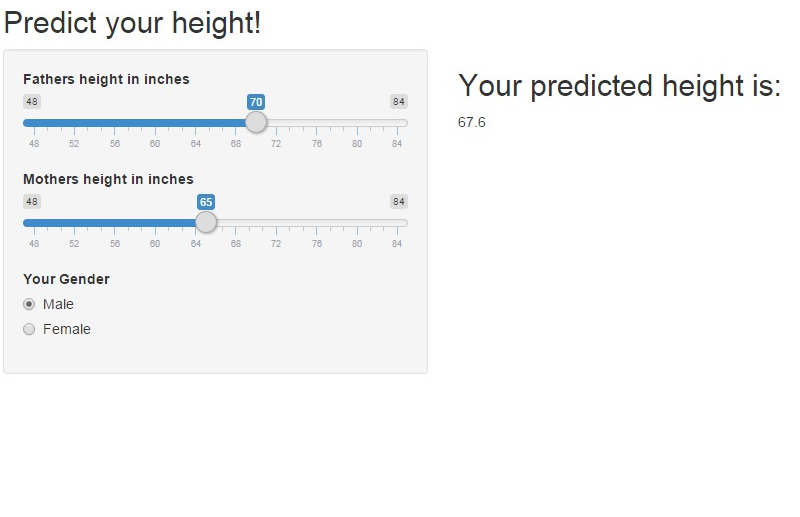 Predict your height!
Fathers height in inches
48 70 84
48 52 56 60 64 68 72 76 80 84
Mothers height in inches
48 65 84
48 52 56 60 64 68 72 76 80 84
Your Gender
Male
Female
Your predicted height is:
67.6